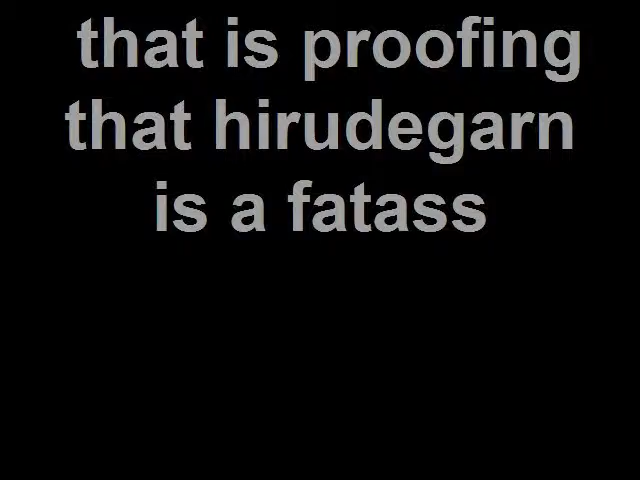 that is proofing
that hirudegarn
is a fatass